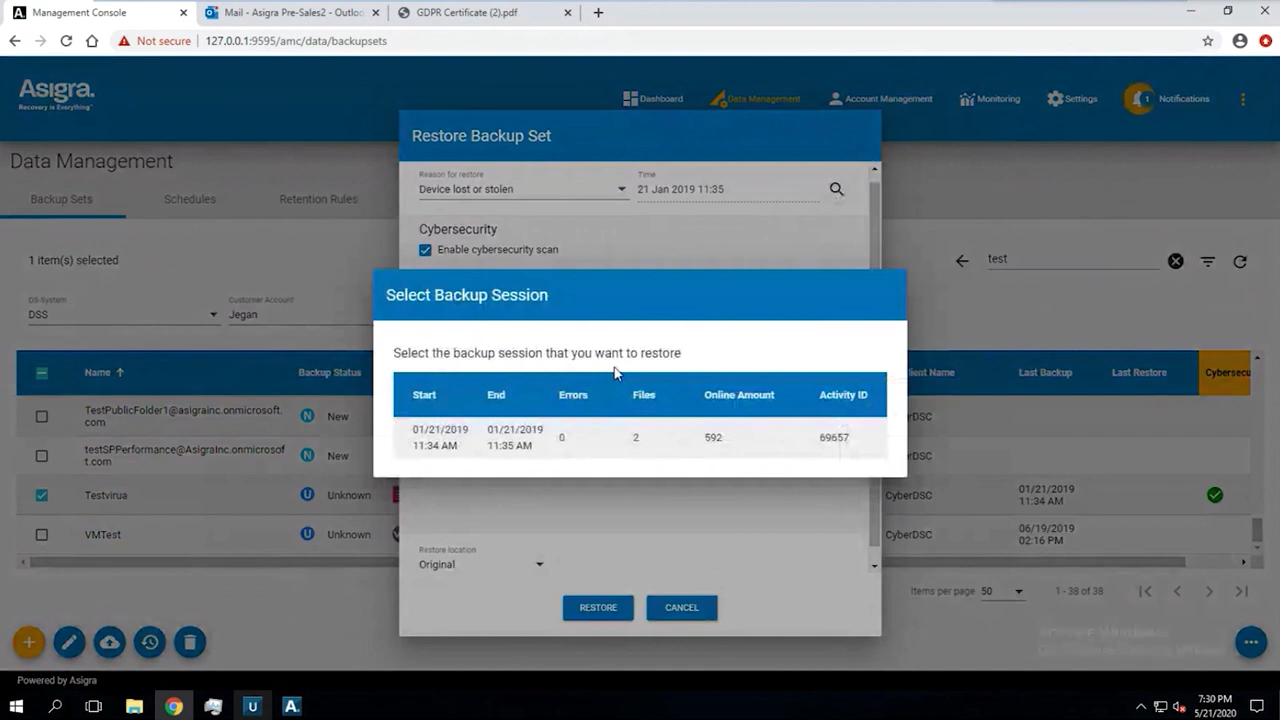 Management Console
Mail - Asigra Pre-Sales2 - Outlo
GDPR Certificate (2).pdf
Not secure
127.0.0.1:9595/amc/data/backupsets
Asigra.
Recovery is Everything
Dashboard
Data Management
Account Management
Monitoring
Settings
1
Notifications
Data Management
Restore Backup Set
Backup Sets
Schedules
Retention Rules
Reason for restore
Device lost or stolen
Time
21 Jan 2019 11:35
Cybersecurity
Enable cybersecurity scan
1 item(s) selected
test
DS-System
DSS
Customer Account
Jegan
Select Backup Session
Select the backup session that you want to restore
Start End Errors Files Online Amount Activity ID
01/21/2019 11:34 AM
01/21/2019 11:35 AM
0
2
592
69657
Name
Backup Status
Last Backup
Last Restore
TestPublicFolder1@asigrainc.onmicrosoft.com
N New
testSPPerformance@AsigraInc.onmicrosoft.com
N New
Testvirua
U Unknown
CyberDSC
01/21/2019 11:34 AM
VMTest
U Unknown
CyberDSC
06/19/2019 02:16 PM
Restore location
Original
RESTORE
CANCEL
Items per page
50
1 - 38 of 38
Powered by Asigra
7:30 PM
5/21/2020